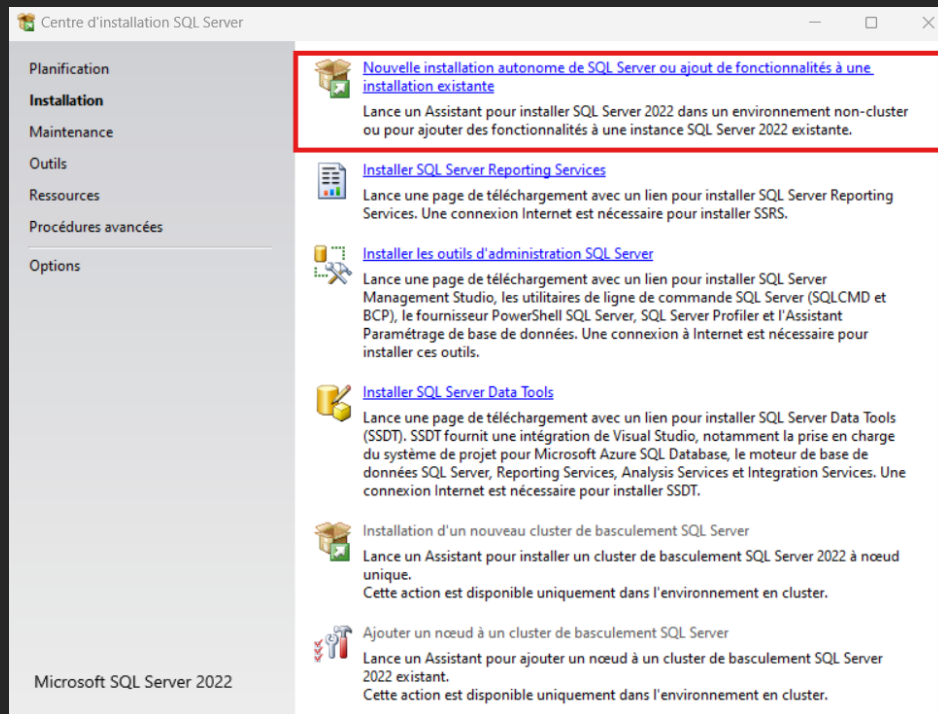 Centre d'installation SQL Server
Planification
Installation
Maintenance
Outils
Ressources
Procédures avancées
Options
Microsoft SQL Server 2022
Nouvelle installation autonome de SQL Server ou ajout de fonctionnalités à une
installation existante
Lance un Assistant pour installer SQL Server 2022 dans un environnement non-cluster
ou pour ajouter des fonctionnalités à une instance SQL Server 2022 existante.
Installer SQL Server Reporting Services
Lance une page de téléchargement avec un lien pour installer SQL Server Reporting
Services. Une connexion Internet est nécessaire pour installer SSRS.
Installer les outils d'administration SQL Server
Lance une page de téléchargement avec un lien pour installer SQL Server
Management Studio, les utilitaires de ligne de commande SQL Server (SQLCMD et
BCP), le fournisseur PowerShell SQL Server, SQL Server Profiler et l'Assistant
Paramétrage de base de données. Une connexion à Internet est nécessaire pour
installer ces outils.
Installer SQL Server Data Tools
Lance une page de téléchargement avec un lien pour installer SQL Server Data Tools
(SSDT). SSDT fournit une intégration de Visual Studio, notamment la prise en charge
du système de projet pour Microsoft Azure SQL Database, le moteur de base de
données SQL Server, Reporting Services, Analysis Services et Integration Services. Une
connexion Internet est nécessaire pour installer SSDT.
Installation d'un nouveau cluster de basculement SQL Server
Lance un Assistant pour installer un cluster de basculement SQL Server 2022 à nœud
unique.
Cette action est disponible uniquement dans l'environnement en cluster.
Ajouter un nœud à un cluster de basculement SQL Server
Lance un Assistant pour ajouter un nœud à un cluster de basculement SQL Server
2022 existant.
Cette action est disponible uniquement dans l'environnement en cluster.